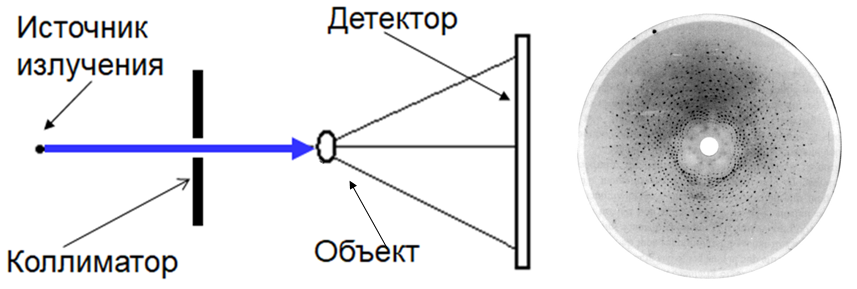 Источник
излучения
Детектор
Коллиматор
Объект